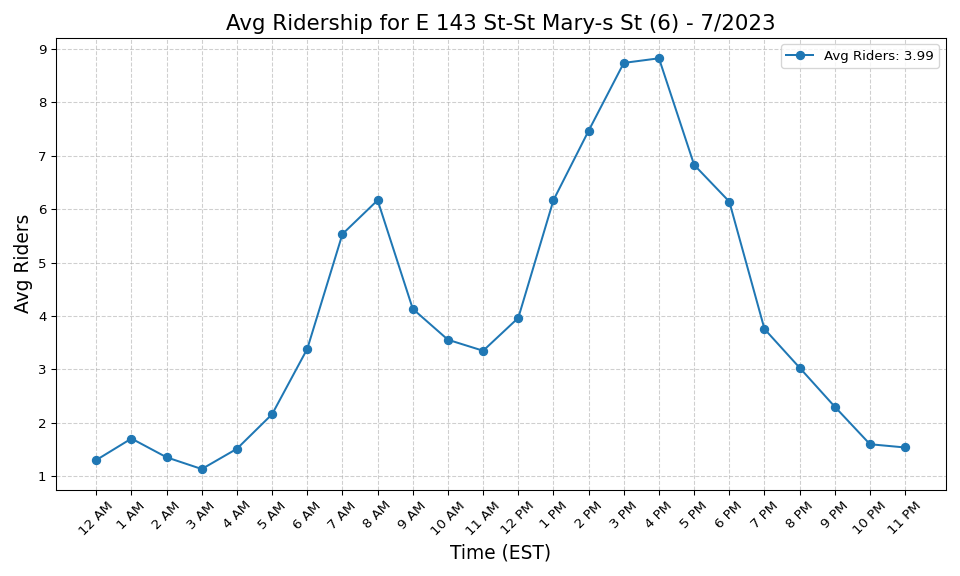 Avg Ridership for E 143 St-St Mary-s St (6) - 7/2023
Avg Riders: 3.99
Avg Riders
9
8
7
6
5
4
3
2
1
12 AM 1 AM 2 AM 3 AM 4 AM 5 AM 6 AM 7 AM 8 AM 9 AM 10 AM 11 AM 12 PM 1 PM 2 PM 3 PM 4 PM 5 PM 6 PM 7 PM 8 PM 9 PM 10 PM 11 PM
Time (EST)